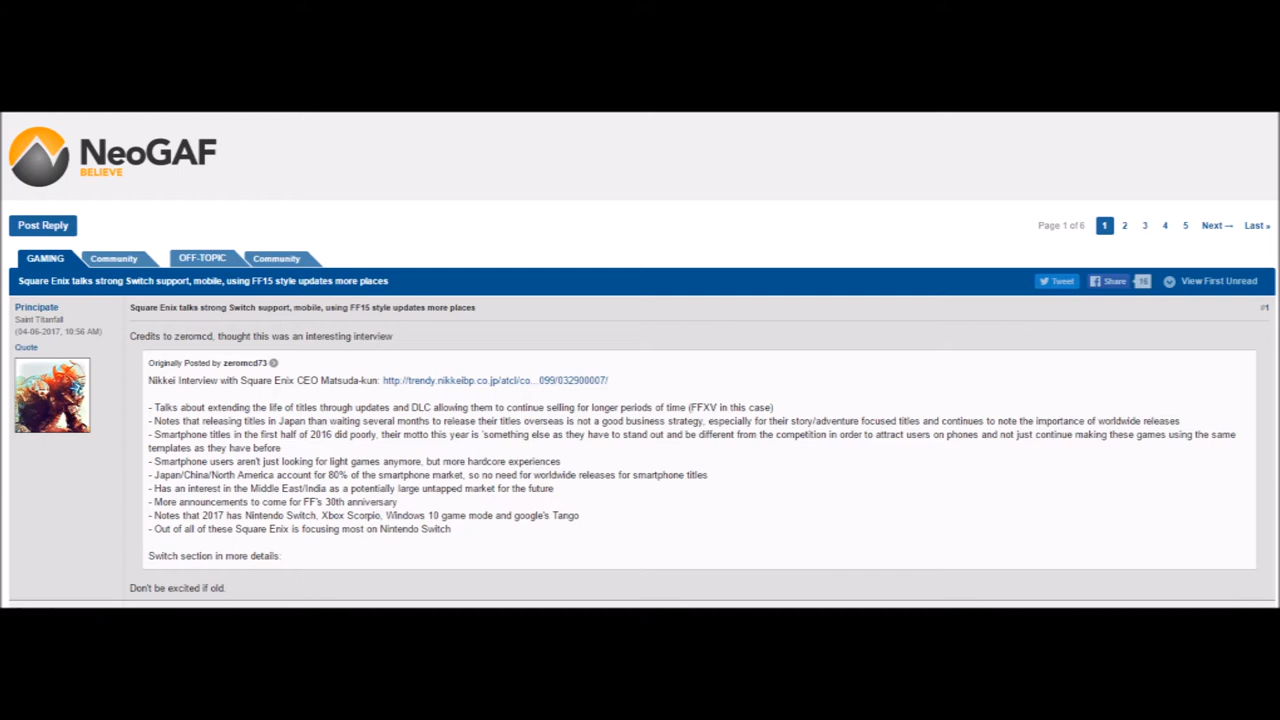 NeoGAF
BELIEVE
Post Reply
Page 1 of 6 1 2 3 4 5 Next→ Last »
GAMING Community OFF-TOPIC Community
Square Enix talks strong Switch support, mobile, using FF15 style updates more places Tweet Share 16 View First Unread
Principate
Saint Titanfall
(04-06-2017, 10:56 AM)
Quote
Square Enix talks strong Switch support, mobile, using FF15 style updates more places #1
Credits to zeromcd, thought this was an interesting interview
Originally Posted by zeromcd73
Nikkei Interview with Square Enix CEO Matsuda-kun: http://trendy.nikkeibp.co.jp/atcl/co...099/032900007/
- Talks about extending the life of titles through updates and DLC allowing them to continue selling for longer periods of time (FFXV in this case)
- Notes that releasing titles in Japan than waiting several months to release their titles overseas is not a good business strategy, especially for their story/adventure focused titles and continues to note the importance of worldwide releases
- Smartphone titles in the first half of 2016 did poorly, their motto this year is 'something else as they have to stand out and be different from the competition in order to attract users on phones and not just continue making these games using the same
templates as they have before
- Smartphone users aren't just looking for light games anymore, but more hardcore experiences
- Japan/China/North America account for 80% of the smartphone market, so no need for worldwide releases for smartphone titles
- Has an interest in the Middle East/India as a potentially large untapped market for the future
- More announcements to come for FF's 30th anniversary
- Notes that 2017 has Nintendo Switch, Xbox Scorpio, Windows 10 game mode and google's Tango
- Out of all of these Square Enix is focusing most on Nintendo Switch
Switch section in more details:
Don't be excited if old.